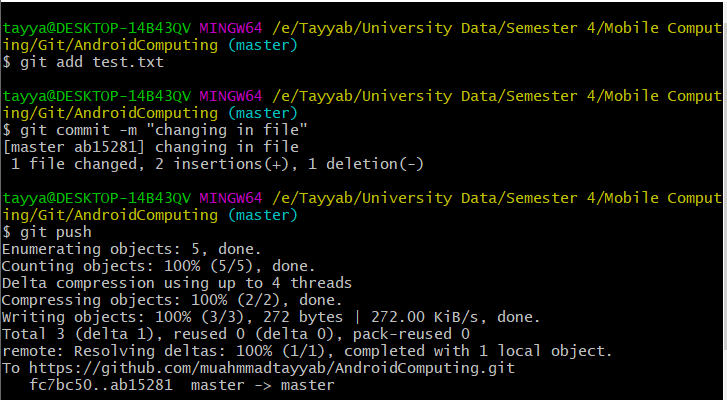 tayya@DESKTOP-14B43QV MINGW64 /e/Tayyab/University Data/Semester 4/Mobile Comput
ing/Git/AndroidComputing (master)
$ git add test.txt
tayya@DESKTOP-14B43QV MINGW64 /e/Tayyab/University Data/Semester 4/Mobile Comput
ing/Git/AndroidComputing (master)
$ git commit -m "changing in file"
[master ab15281] changing in file
 1 file changed, 2 insertions(+), 1 deletion(-)
tayya@DESKTOP-14B43QV MINGW64 /e/Tayyab/University Data/Semester 4/Mobile Comput
ing/Git/AndroidComputing (master)
$ git push
Enumerating objects: 5, done.
Counting objects: 100% (5/5), done.
Delta compression using up to 4 threads
Compressing objects: 100% (2/2), done.
Writing objects: 100% (3/3), 272 bytes | 272.00 KiB/s, done.
Total 3 (delta 1), reused 0 (delta 0), pack-reused 0
remote: Resolving deltas: 100% (1/1), completed with 1 local object.
To https://github.com/muahmmadtayyab/AndroidComputing.git
   fc7bc50..ab15281  master -> master